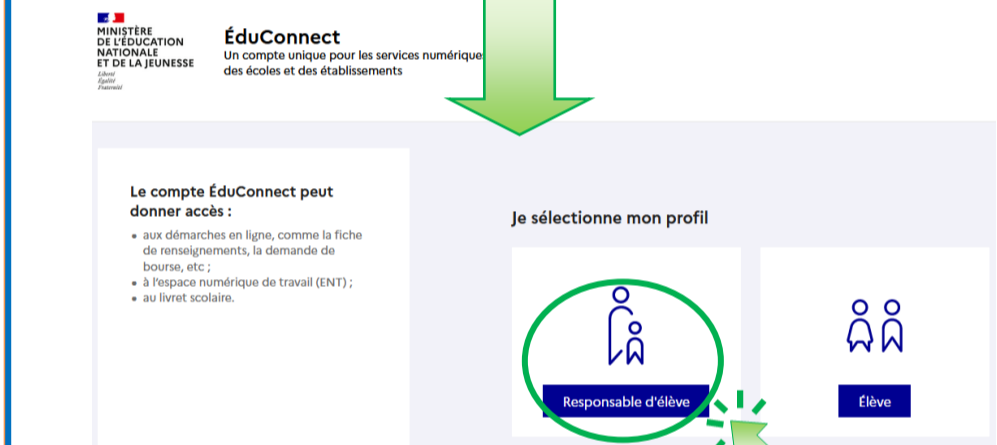 MINISTÈRE
DE L'ÉDUCATION
NATIONALE
ET DE LA JEUNESSE
Liberté
Égalité
Fraternité
ÉduConnect
Un compte unique pour les services numérique
des écoles et des établissements
Le compte ÉduConnect peut
donner accès :
• aux démarches en ligne, comme la fiche
de renseignements, la demande de
bourse, etc ;
• à l'espace numérique de travail (ENT) ;
• au livret scolaire.
Je sélectionne mon profil
Responsable d'élève
Élève